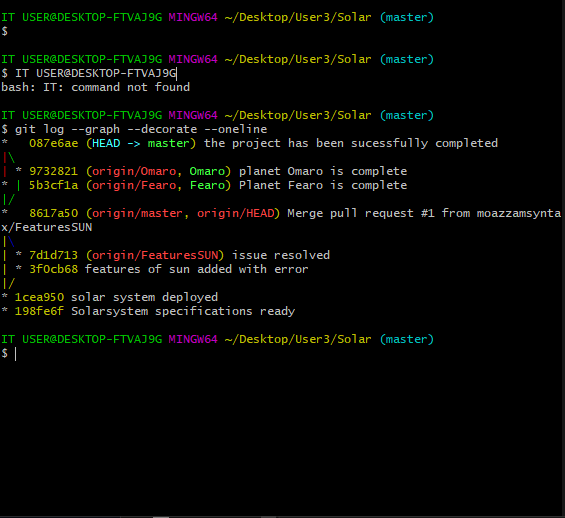 IT USER@DESKTOP-FTVAJ9G MINGW64 ~/Desktop/User3/Solar (master)
$
IT USER@DESKTOP-FTVAJ9G MINGW64 ~/Desktop/User3/Solar (master)
$ IT USER@DESKTOP-FTVAJ9G
bash: IT: command not found
IT USER@DESKTOP-FTVAJ9G MINGW64 ~/Desktop/User3/Solar (master)
$ git log --graph --decorate --oneline
*   087e6ae (HEAD -> master) the project has been sucessfully completed
|\
| * 9732821 (origin/Omaro, Omaro) planet Omaro is complete
* | 5b3cf1a (origin/Fearo, Fearo) Planet Fearo is complete
|/
*   8617a50 (origin/master, origin/HEAD) Merge pull request #1 from moazzamsynta
x/FeaturesSUN
|\
| * 7d1d713 (origin/FeaturesSUN) issue resolved
| * 3f0cb68 features of sun added with error
|/
* 1cea950 solar system deployed
* 198fe6f Solarsystem specifications ready
IT USER@DESKTOP-FTVAJ9G MINGW64 ~/Desktop/User3/Solar (master)
$